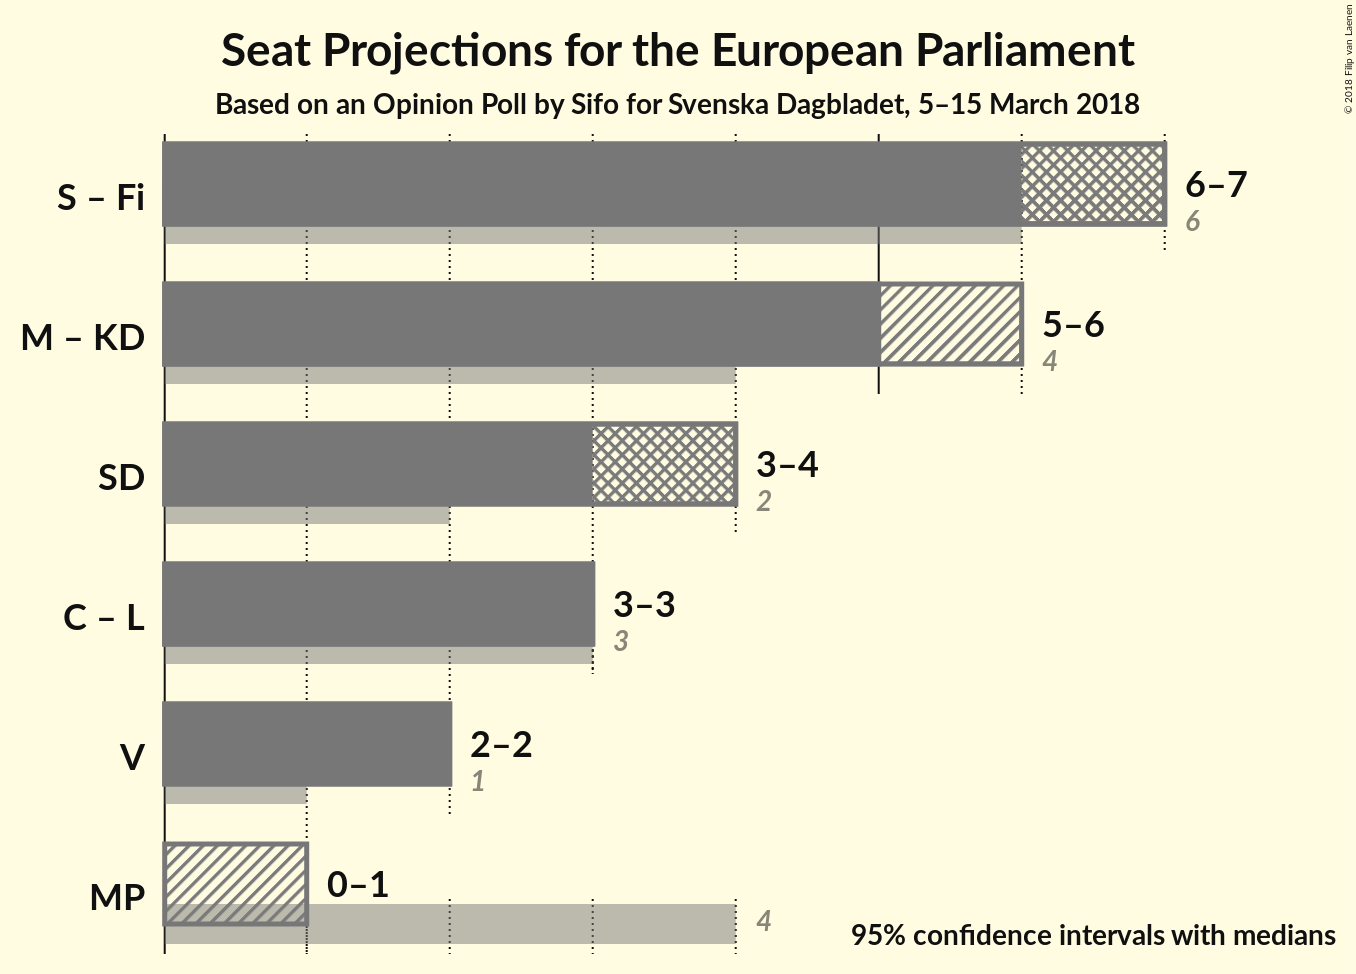 Seat Projections for the European Parliament
Based on an Opinion Poll by Sifo for Svenska Dagbladet, 5–15 March 2018
© 2018 Filip van Laenen
S – Fi
6–7
6
M – KD
5–6
4
SD
3–4
2
C – L
3–3
3
V
2–2
1
MP
0–1
4
95% confidence intervals with medians